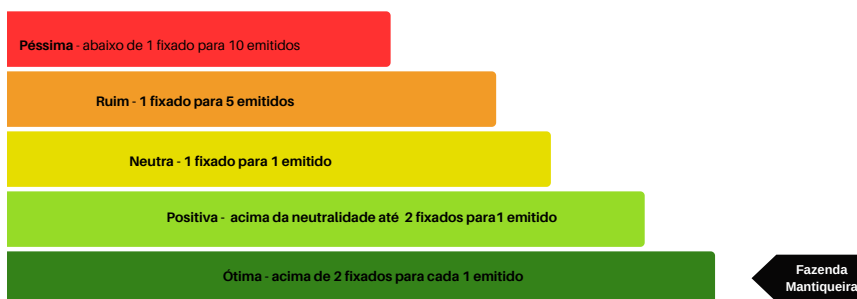 Péssima - abaixo de 1 fixado para 10 emitidos
Ruim - 1 fixado para 5 emitidos
Neutra - 1 fixado para 1 emitido
Positiva - acima da neutralidade até 2 fixados para1 emitido
Ótima - acima de 2 fixados para cada 1 emitido
Fazenda
Mantiqueira